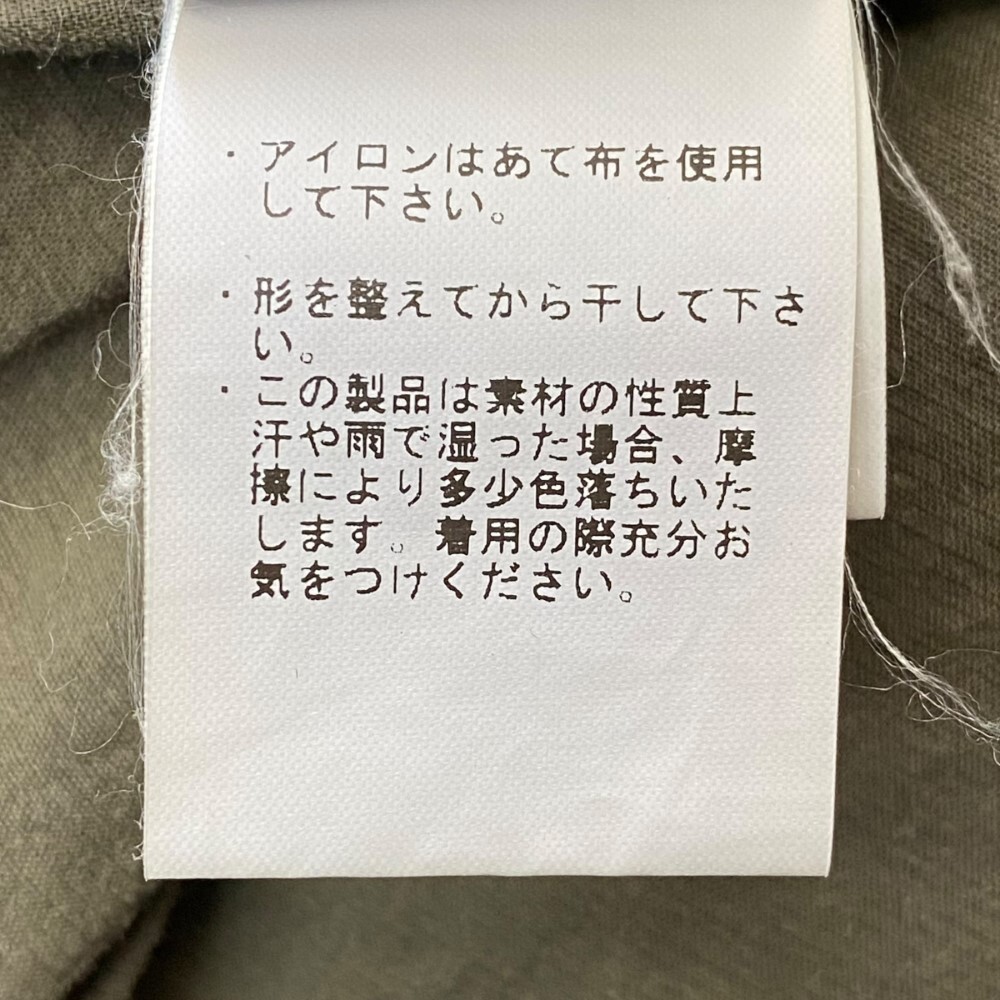 ・アイロンはあて布を使用
して下さい。
・形を整えてから干して下さ
い。
・この製品は素材の性質上
汗や雨で湿った場合、摩
擦により多少色落ちいた
します。着用の際充分お
気をつけください。